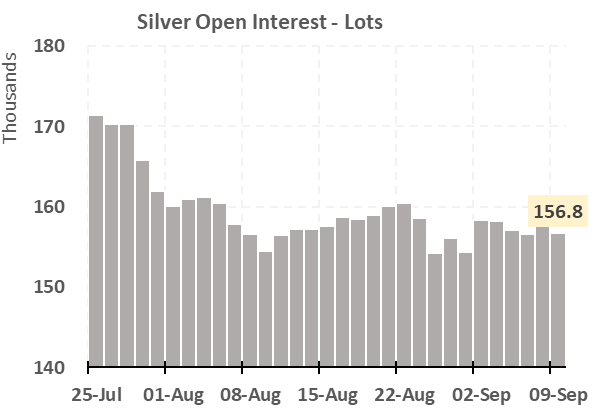 Silver Open Interest - Lots
Thousands
180
170
160
150
140
156.8
25-Jul 01-Aug 08-Aug 15-Aug 22-Aug 02-Sep 09-Sep